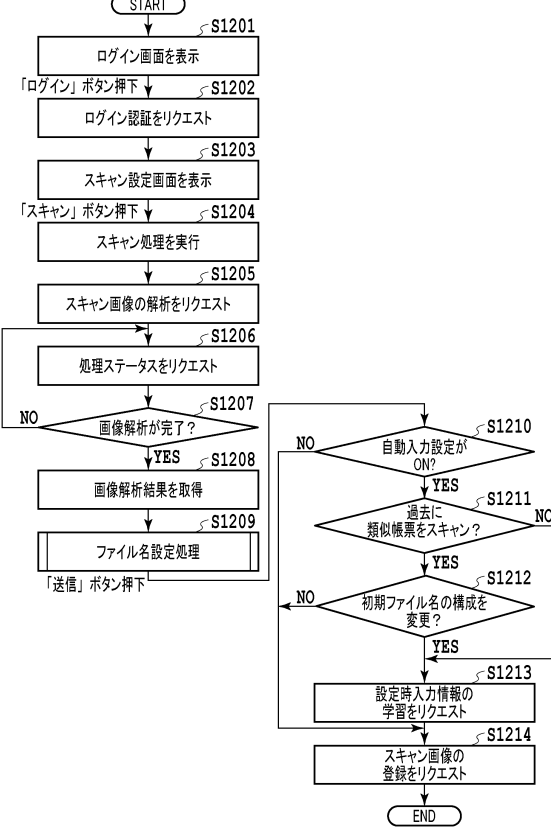 START
S1201
ログイン画面を表示
「ログイン」ボタン押下
S1202
ログイン認証をリクエスト
S1203
スキャン設定画面を表示
「スキャン」ボタン押下
S1204
スキャン処理を実行
S1205
スキャン画像の解析をリクエスト
S1206
処理ステータスをリクエスト
S1207
画像解析が完了？
NO
YES
S1208
画像解析結果を取得
S1209
ファイル名設定処理
「送信」ボタン押下
S1210
自動入力設定が
ON?
NO
YES
S1211
過去に
類似帳票をスキャン？
NO
YES
S1212
初期ファイル名の構成を
変更？
NO
YES
S1213
設定時入力情報の
学習をリクエスト
S1214
スキャン画像の
登録をリクエスト
END